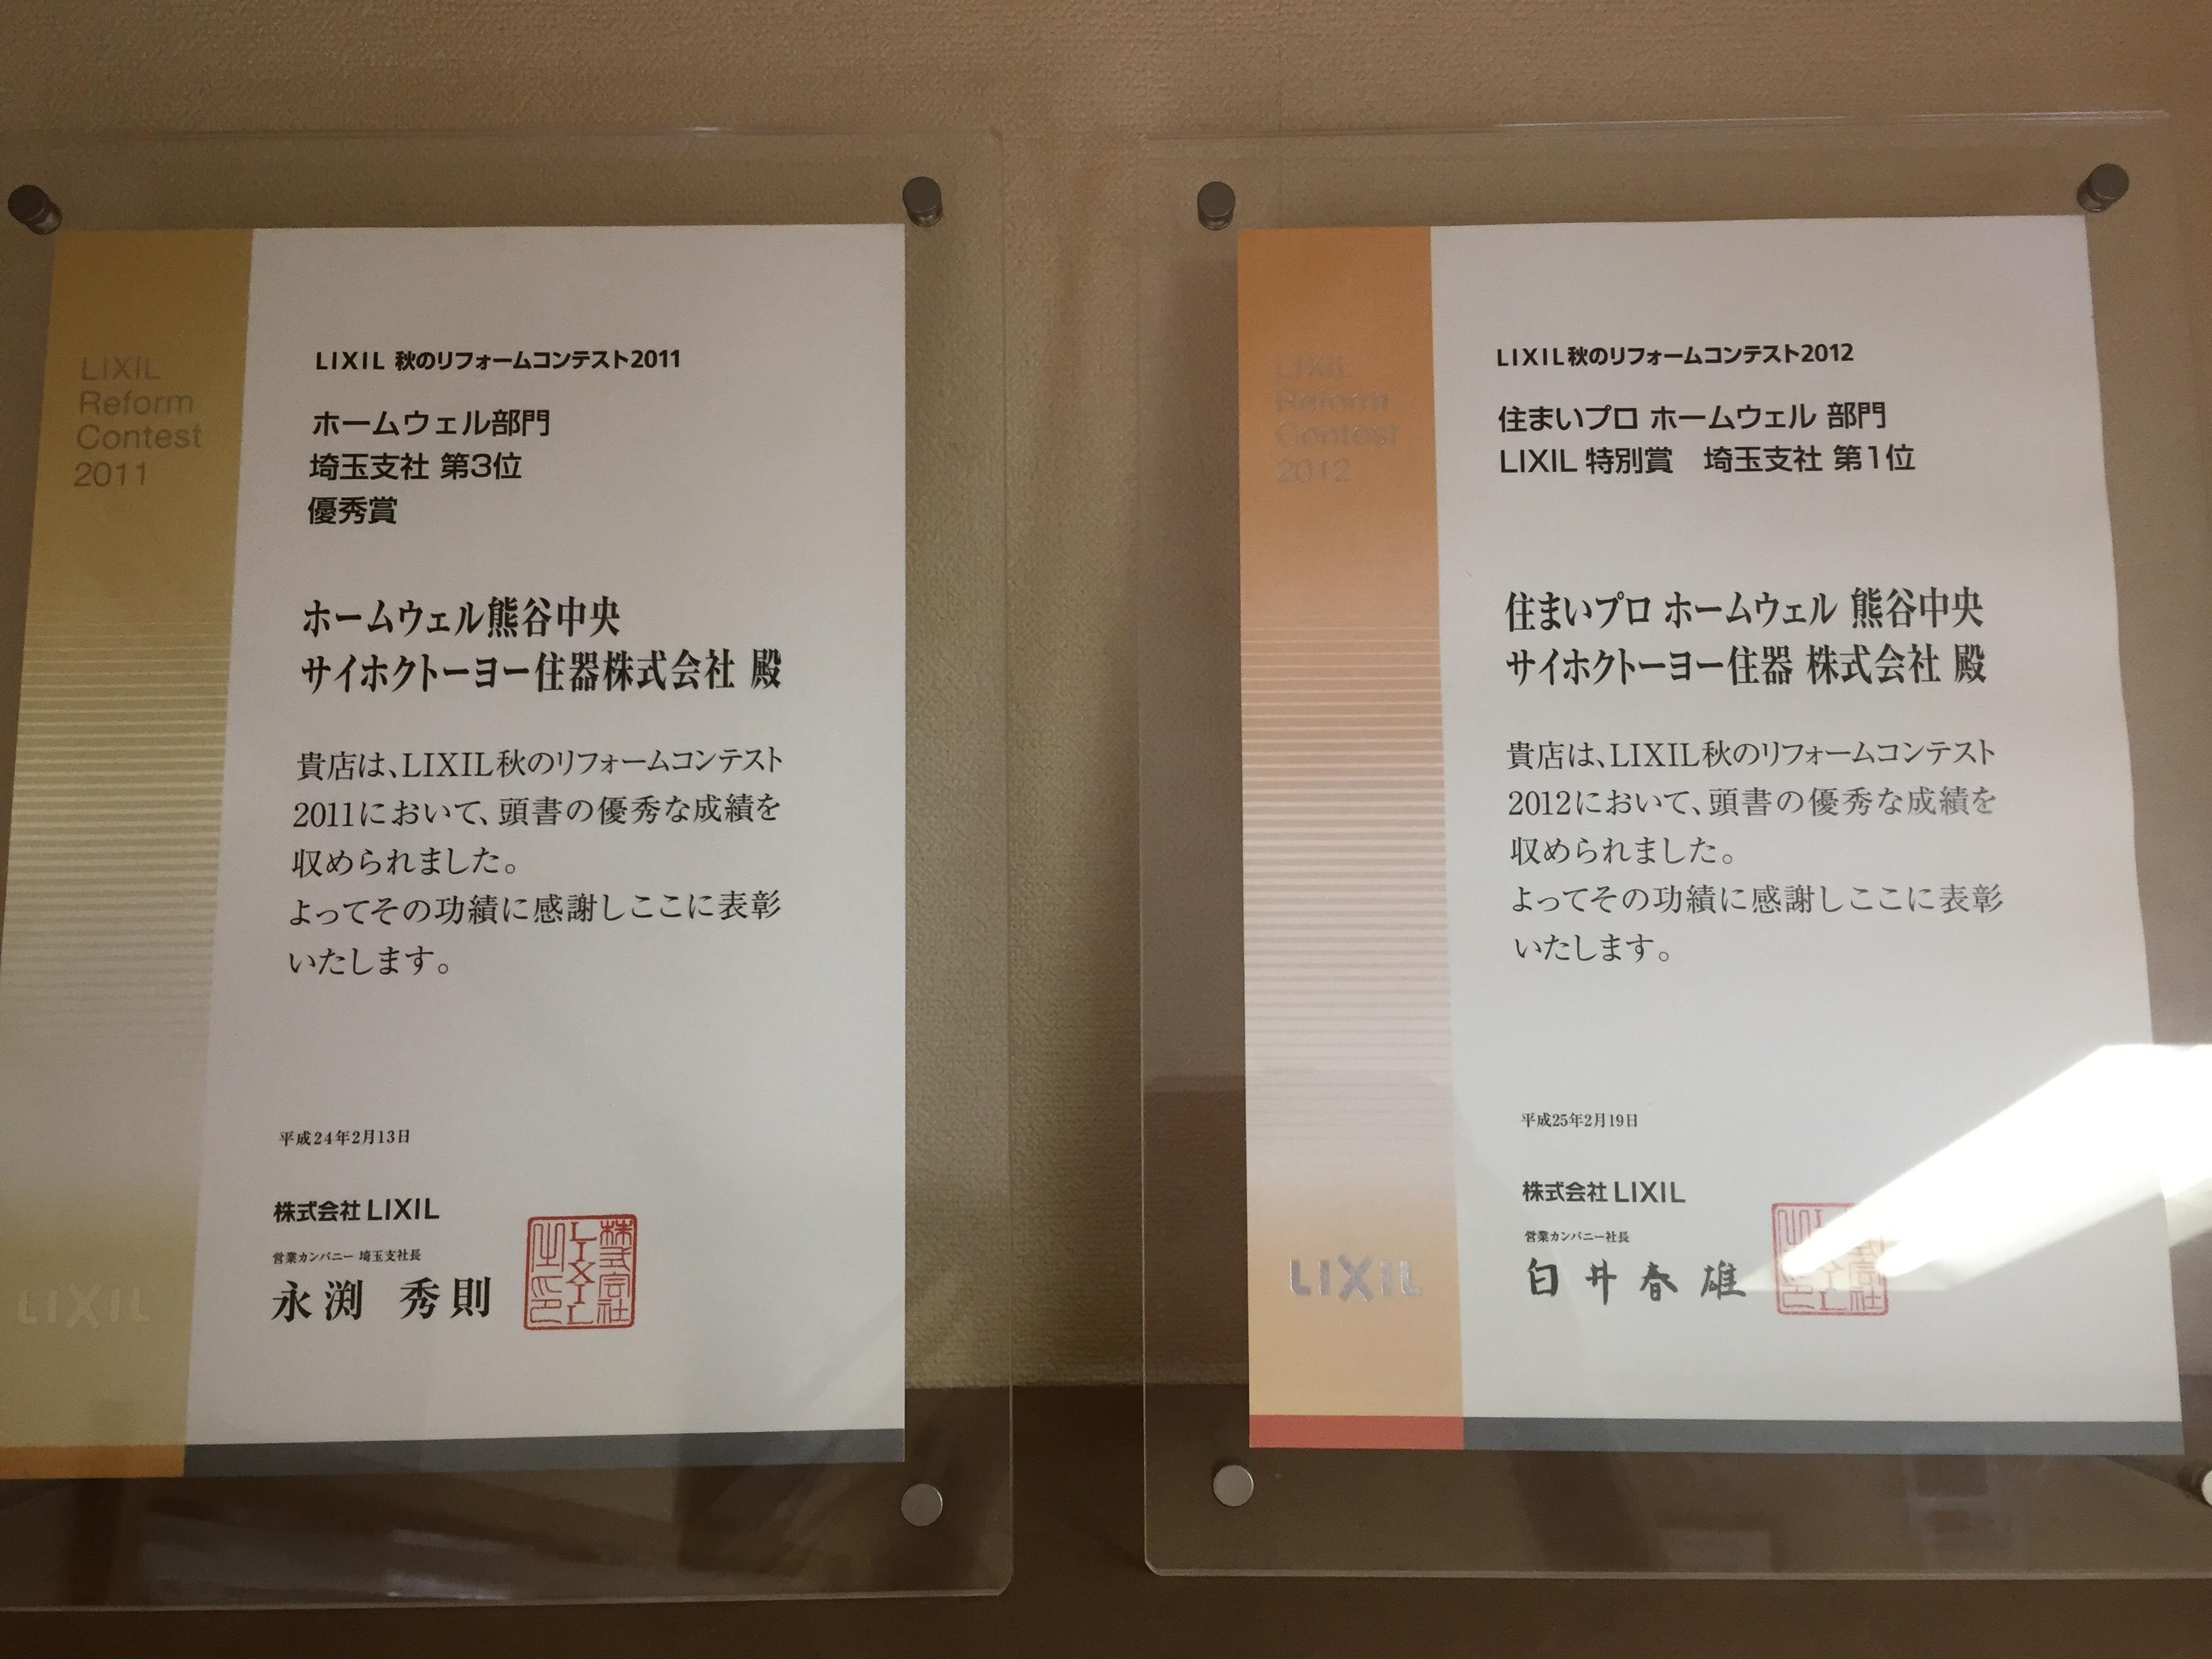 LIXIL
Reform
Contest
2011
LIXIL 秋のリフォームコンテスト2011
ホームウェル部門
埼玉支社 第3位
優秀賞
ホームウェル熊谷中央
サイホクトーヨー住器株式会社 殿
貴店は、LIXIL秋のリフォームコンテスト
2011において、頭書の優秀な成績を
収められました。
よってその功績に感謝しここに表彰
いたします。
平成24年2月13日
株式会社 LIXIL
営業カンパニー 埼玉支社長
永渕 秀則
株式会社
LIXIL
之印
LIXIL
LIXIL
Reform
Contest
2012
LIXIL秋のリフォームコンテスト2012
住まいプロ ホームウェル 部門
LIXIL 特別賞 埼玉支社 第1位
住まいプロ ホームウェル 熊谷中央
サイホクトーヨー住器 株式会社 殿
貴店は、LIXIL秋のリフォームコンテスト
2012において、頭書の優秀な成績を
収められました。
よってその功績に感謝しここに表彰
いたします。
平成25年2月19日
株式会社 LIXIL
営業カンパニー社長
白井春雄
LIXIL